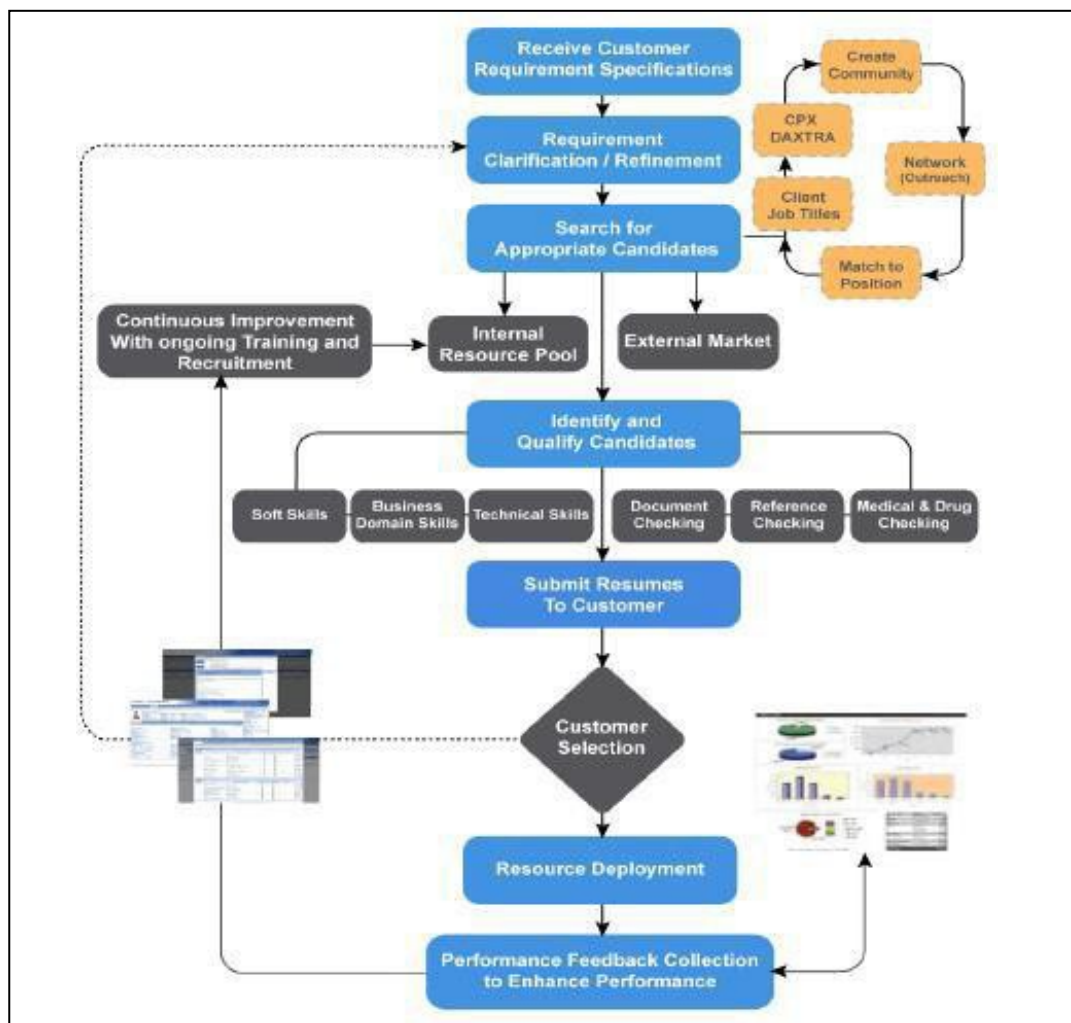 Receive Customer
Requirement Specifications
Requirement
Clarification / Refinement
Search for
Appropriate Candidates
Create
Community
CPX
DAXTRA
Network
(Outreach)
Client
Job Titles
Match to
Position
Continuous Improvement
With ongoing Training and
Recruitment
Internal
Resource Pool
External Market
Identify and
Qualify Candidates
Soft Skills
Business
Domain Skills
Technical Skills
Document
Checking
Reference
Checking
Medical & Drug
Checking
Submit Resumes
To Customer
Customer
Selection
Resource Deployment
Performance Feedback Collection
to Enhance Performance